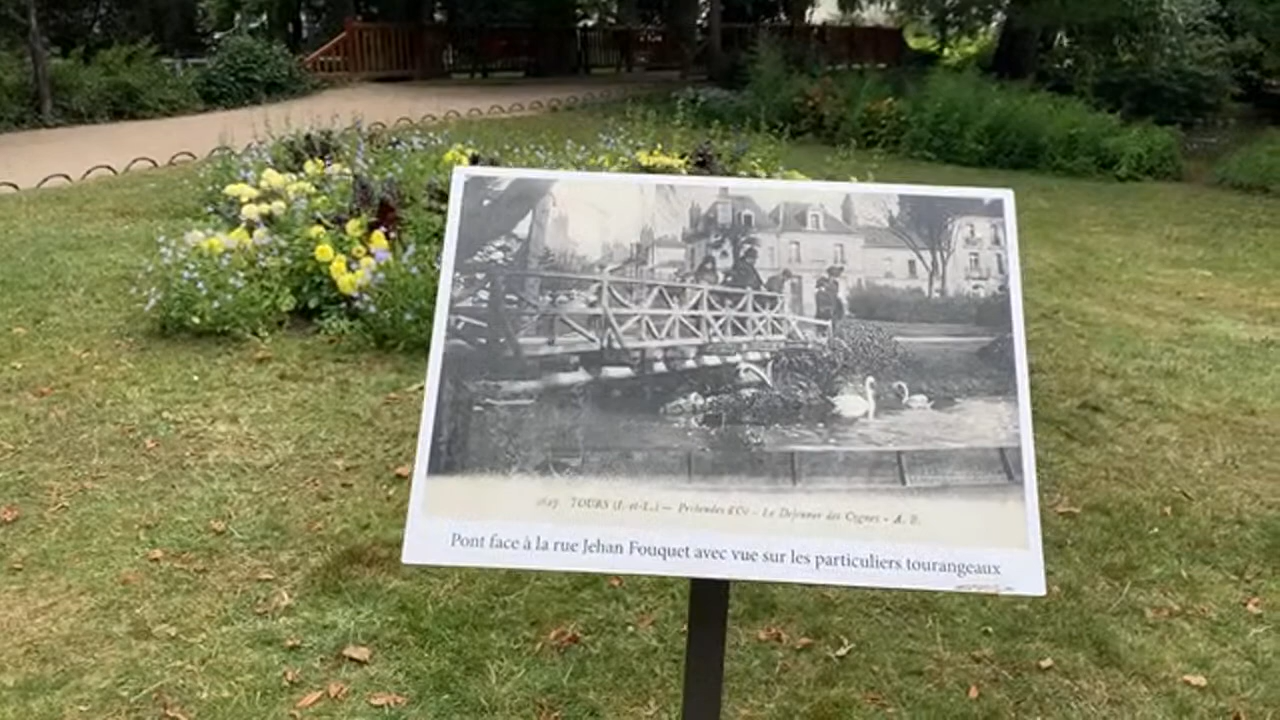 TOURS (I.-et-L.) — Prébendes d'Oé - Le Dejeuner des Cygnes - A. B.
Pont face à la rue Jehan Fouquet avec vue sur les particuliers tourangeaux